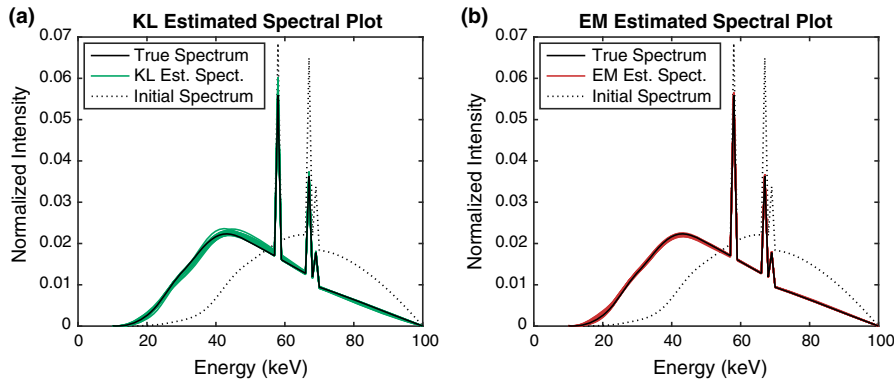 (a)
KL Estimated Spectral Plot
0.07
0.06
0.05
0.04
0.03
0.02
0.01
0
Normalized Intensity
True Spectrum
KL Est. Spect.
Initial Spectrum
0 20 40 60 80 100
Energy (keV)
(b)
EM Estimated Spectral Plot
0.07
0.06
0.05
0.04
0.03
0.02
0.01
0
Normalized Intensity
True Spectrum
EM Est. Spect.
Initial Spectrum
0 20 40 60 80 100
Energy (keV)